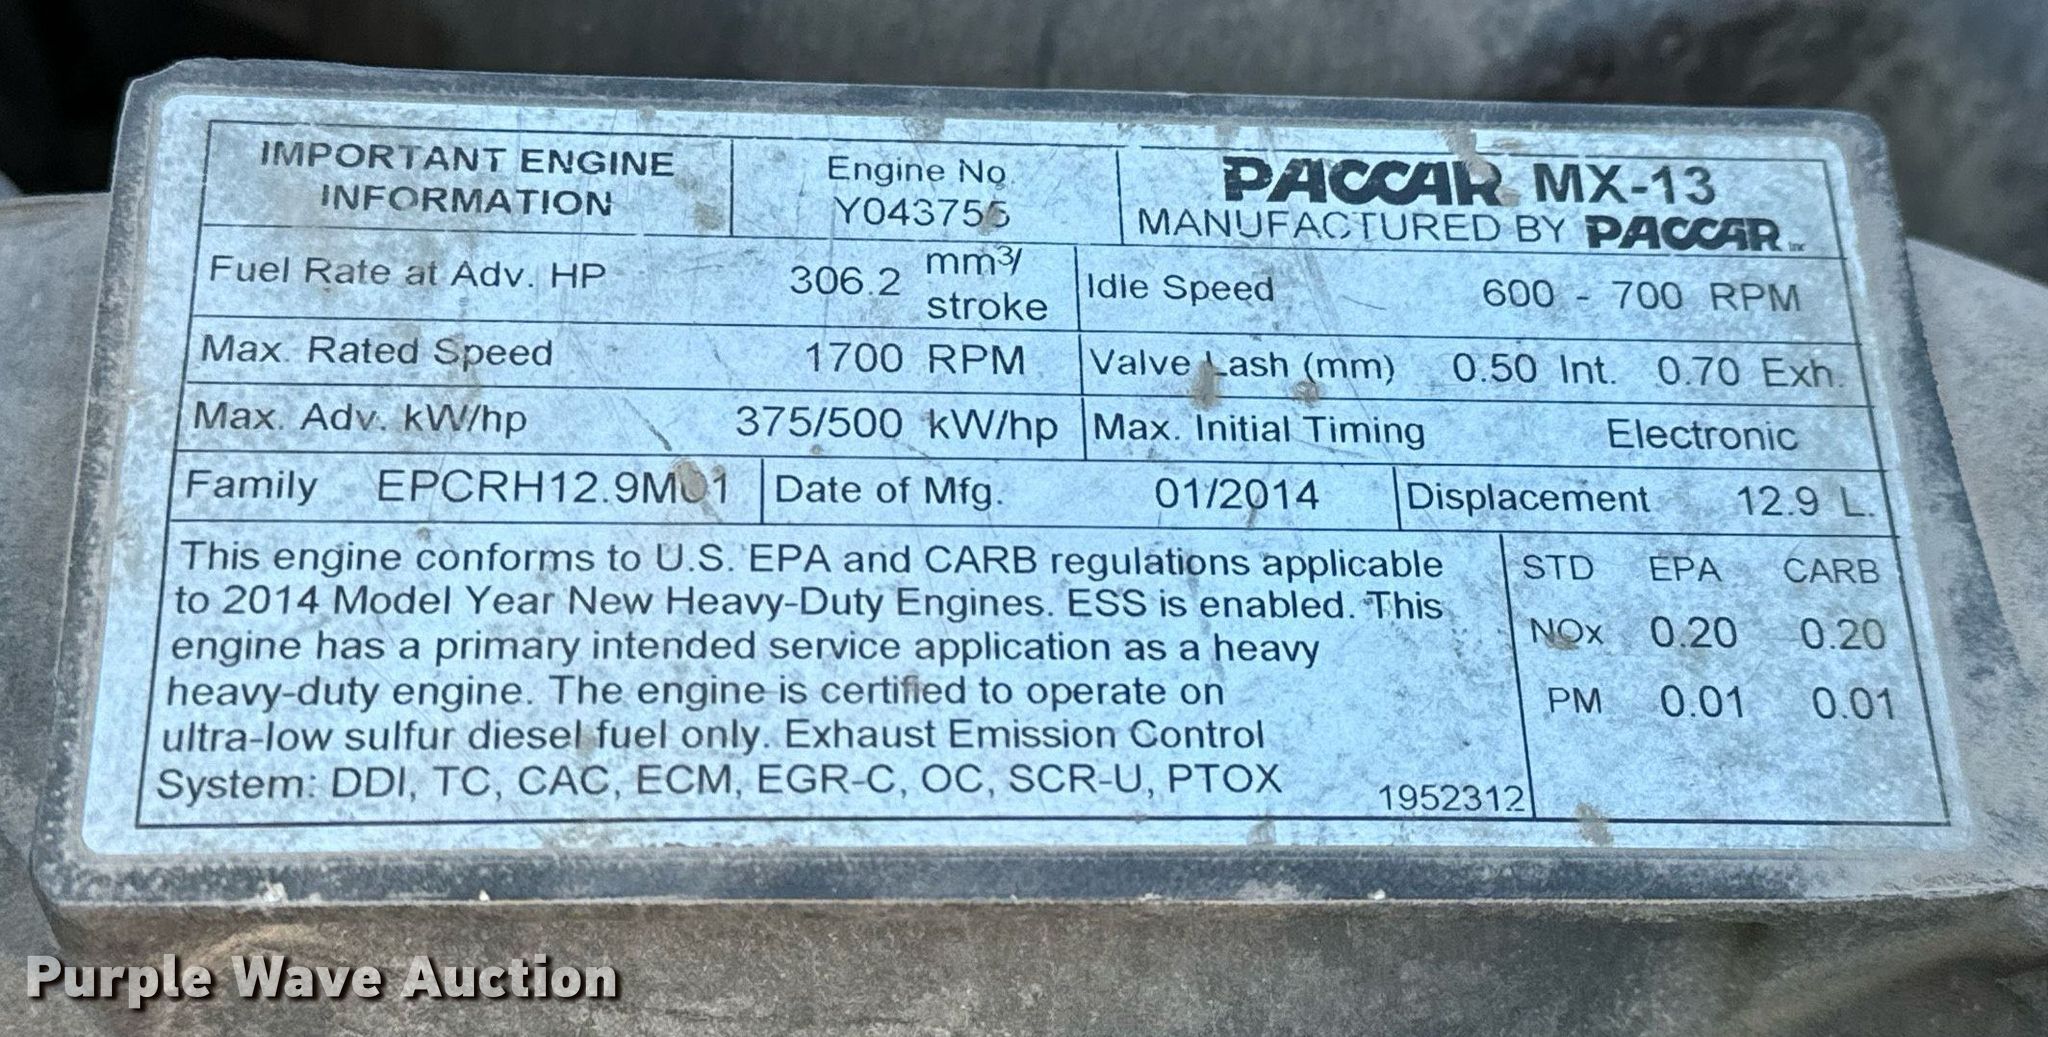 IMPORTANT ENGINE
INFORMATION
Engine No.
Y043755
PACCAR MX-13
MANUFACTURED BY PACCAR Inc
Fuel Rate at Adv. HP 306.2 mm³/
stroke
Idle Speed 600 - 700 RPM
Max. Rated Speed 1700 RPM
Valve Lash (mm) 0.50 Int. 0.70 Exh.
Max. Adv. kW/hp 375/500 kW/hp
Max. Initial Timing Electronic
Family EPCRH12.9M01
Date of Mfg. 01/2014
Displacement 12.9 L.
This engine conforms to U.S. EPA and CARB regulations applicable
to 2014 Model Year New Heavy-Duty Engines. ESS is enabled. This
engine has a primary intended service application as a heavy
heavy-duty engine. The engine is certified to operate on
ultra-low sulfur diesel fuel only. Exhaust Emission Control
System: DDI, TC, CAC, ECM, EGR-C, OC, SCR-U, PTOX
1952312
STD EPA CARB
NOx 0.20 0.20
PM 0.01 0.01
Purple Wave Auction